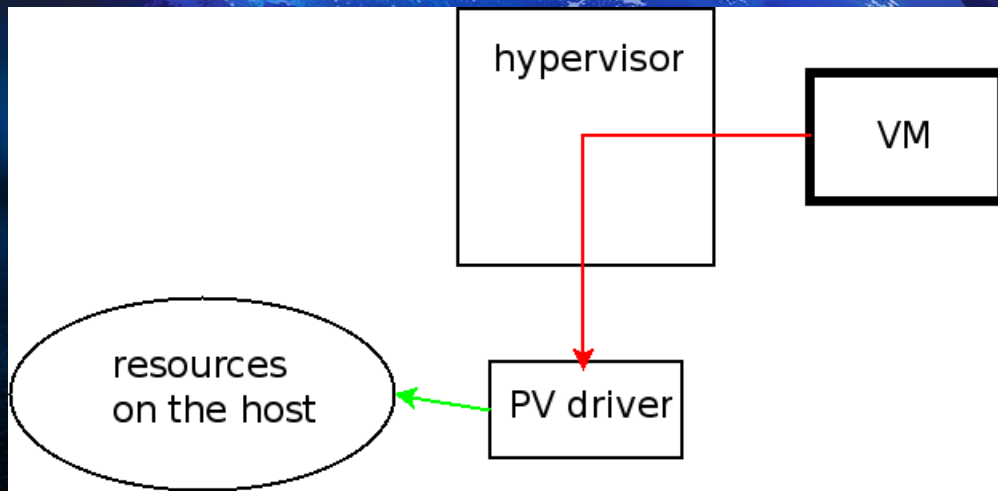 hypervisor
VM
resources
on the host
PV driver